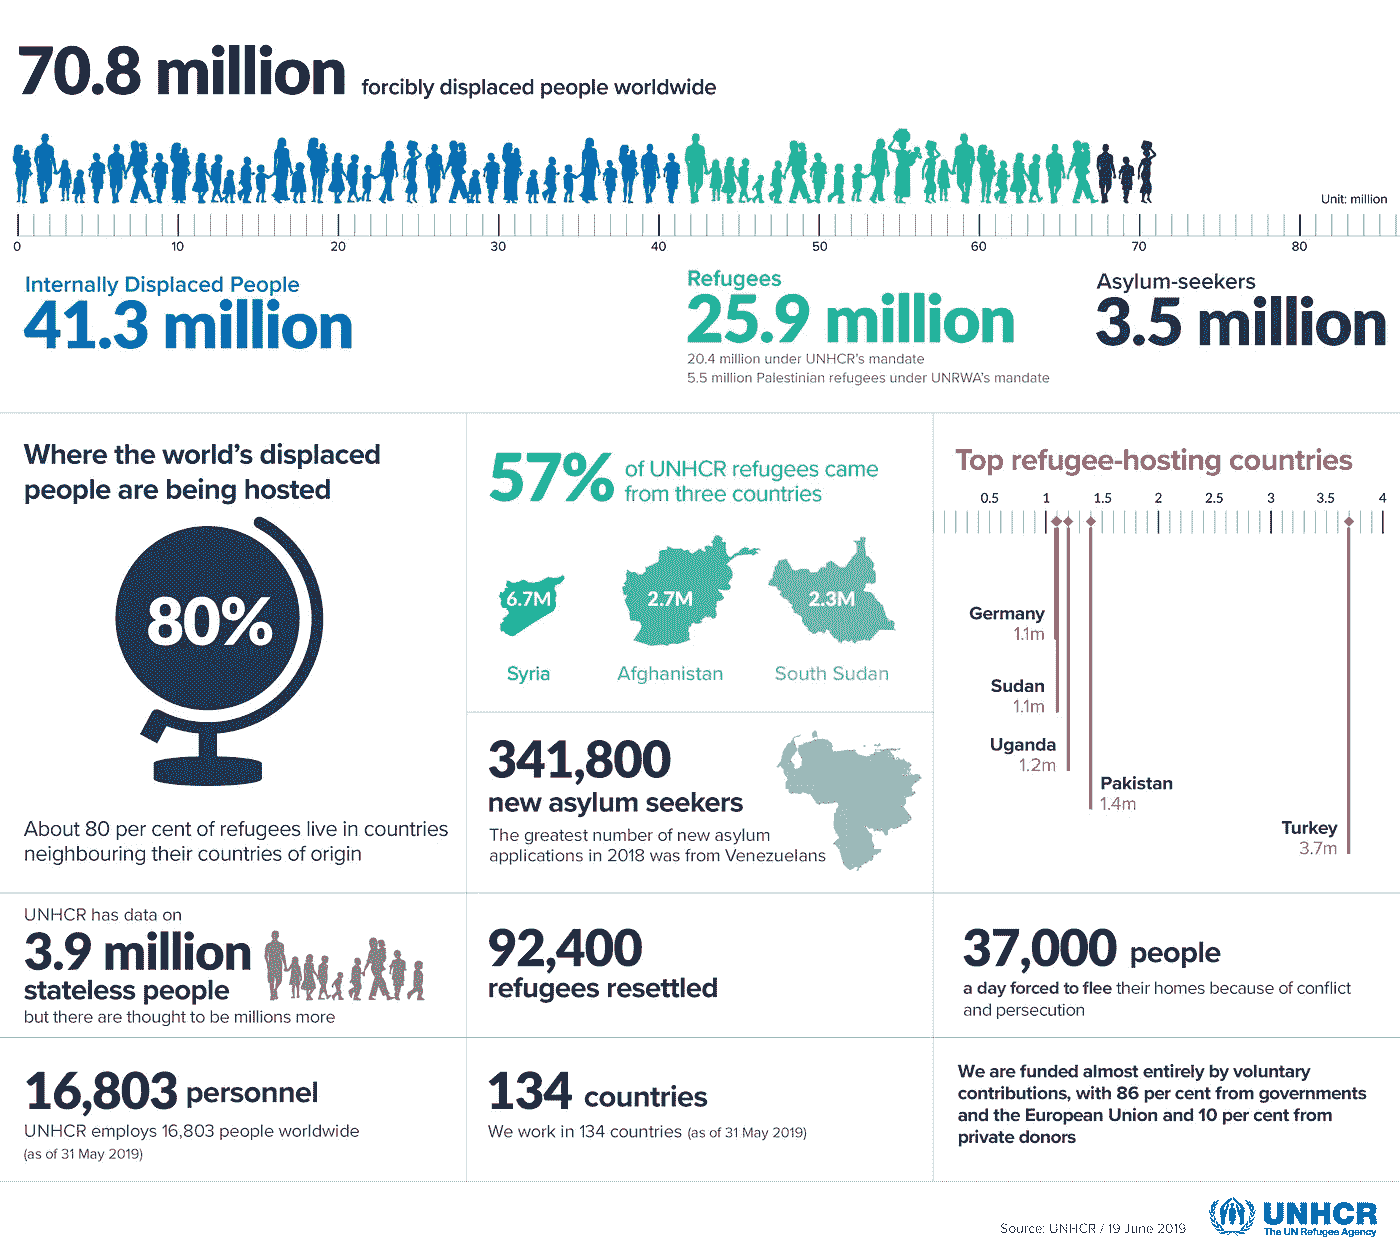 70.8 million forcibly displaced people worldwide
Unit: million
0 10 20 30 40 50 60 70 80
Internally Displaced People
41.3 million
Refugees
25.9 million
20.4 million under UNHCR's mandate
5.5 million Palestinian refugees under UNRWA's mandate
Asylum-seekers
3.5 million
Where the world's displaced
people are being hosted
80%
About 80 per cent of refugees live in countries
neighbouring their countries of origin
57% of UNHCR refugees came
from three countries
6.7M 2.7M 2.3M
Syria Afghanistan South Sudan
341,800
new asylum seekers
The greatest number of new asylum
applications in 2018 was from Venezuelans
Top refugee-hosting countries
0.5 1 1.5 2 2.5 3 3.5 4
Germany
1.1m
Sudan
1.1m
Uganda
1.2m
Pakistan
1.4m
Turkey
3.7m
UNHCR has data on
3.9 million
stateless people
but there are thought to be millions more
92,400
refugees resettled
37,000 people
a day forced to flee their homes because of conflict
and persecution
16,803 personnel
UNHCR employs 16,803 people worldwide
(as of 31 May 2019)
134 countries
We work in 134 countries (as of 31 May 2019)
We are funded almost entirely by voluntary
contributions, with 86 per cent from governments
and the European Union and 10 per cent from
private donors
Source: UNHCR / 19 June 2019
UNHCR
The UN Refugee Agency